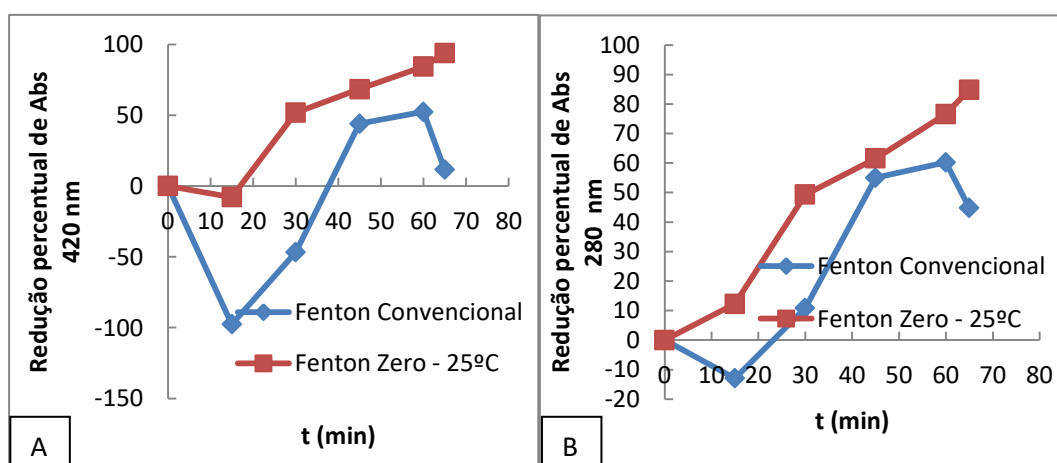 Redução percentual de Abs
420 nm
100
50
0
-50
-100
-150
0 10 20 30 40 50 60 70 80
Fenton Convencional
Fenton Zero - 25ºC
t (min)
A
Redução percentual de Abs
280 nm
100
90
80
70
60
50
40
30
20
10
0
-10
-20
0 10 20 30 40 50 60 70 80
Fenton Convencional
Fenton Zero - 25ºC
t (min)
B